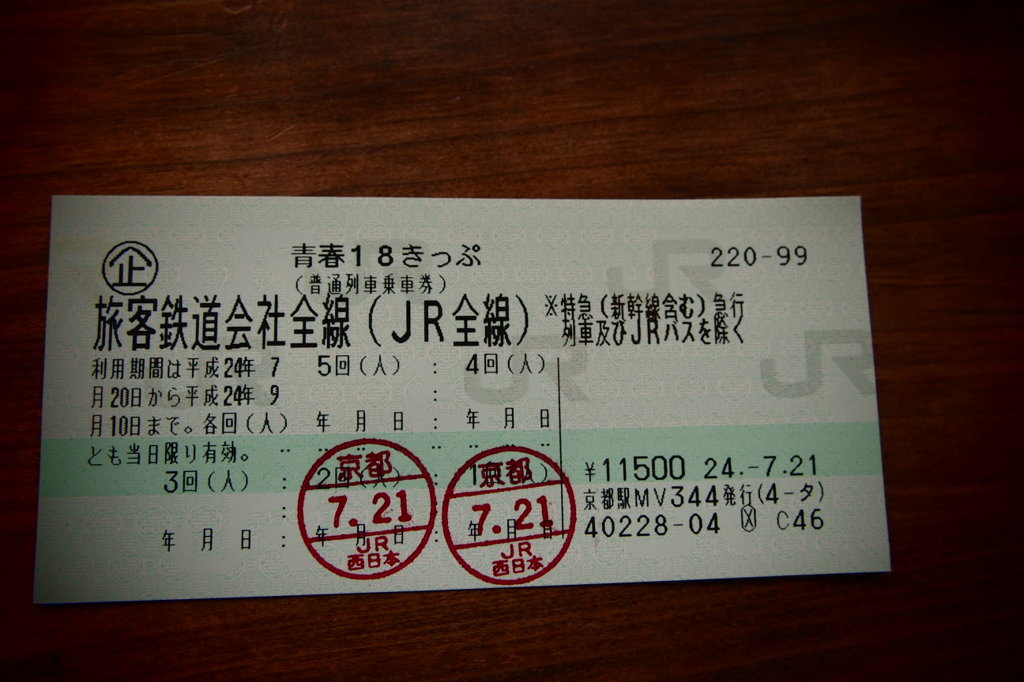 企
青春18きっぷ
220-99
(普通列車乗車券)
旅客鉄道会社全線(JR全線)
※特急(新幹線含む)急行
列車及びJRバスを除く
利用期間は平成24年 7
月20日から平成24年 9
月10日まで。各回(人)
とも当日限り有効。
5回(人) : 4回(人)
:
年 月 日 : 年 月 日
3回(人) : 2回(人) : 1回(人)
:
年 月 日 : 年 月 日 : 年 月 日
京都
7.21
JR
西日本
京都
7.21
JR
西日本
¥11500 24.-7.21
京都駅MV344発行(4-タ)
40228-04 X C46